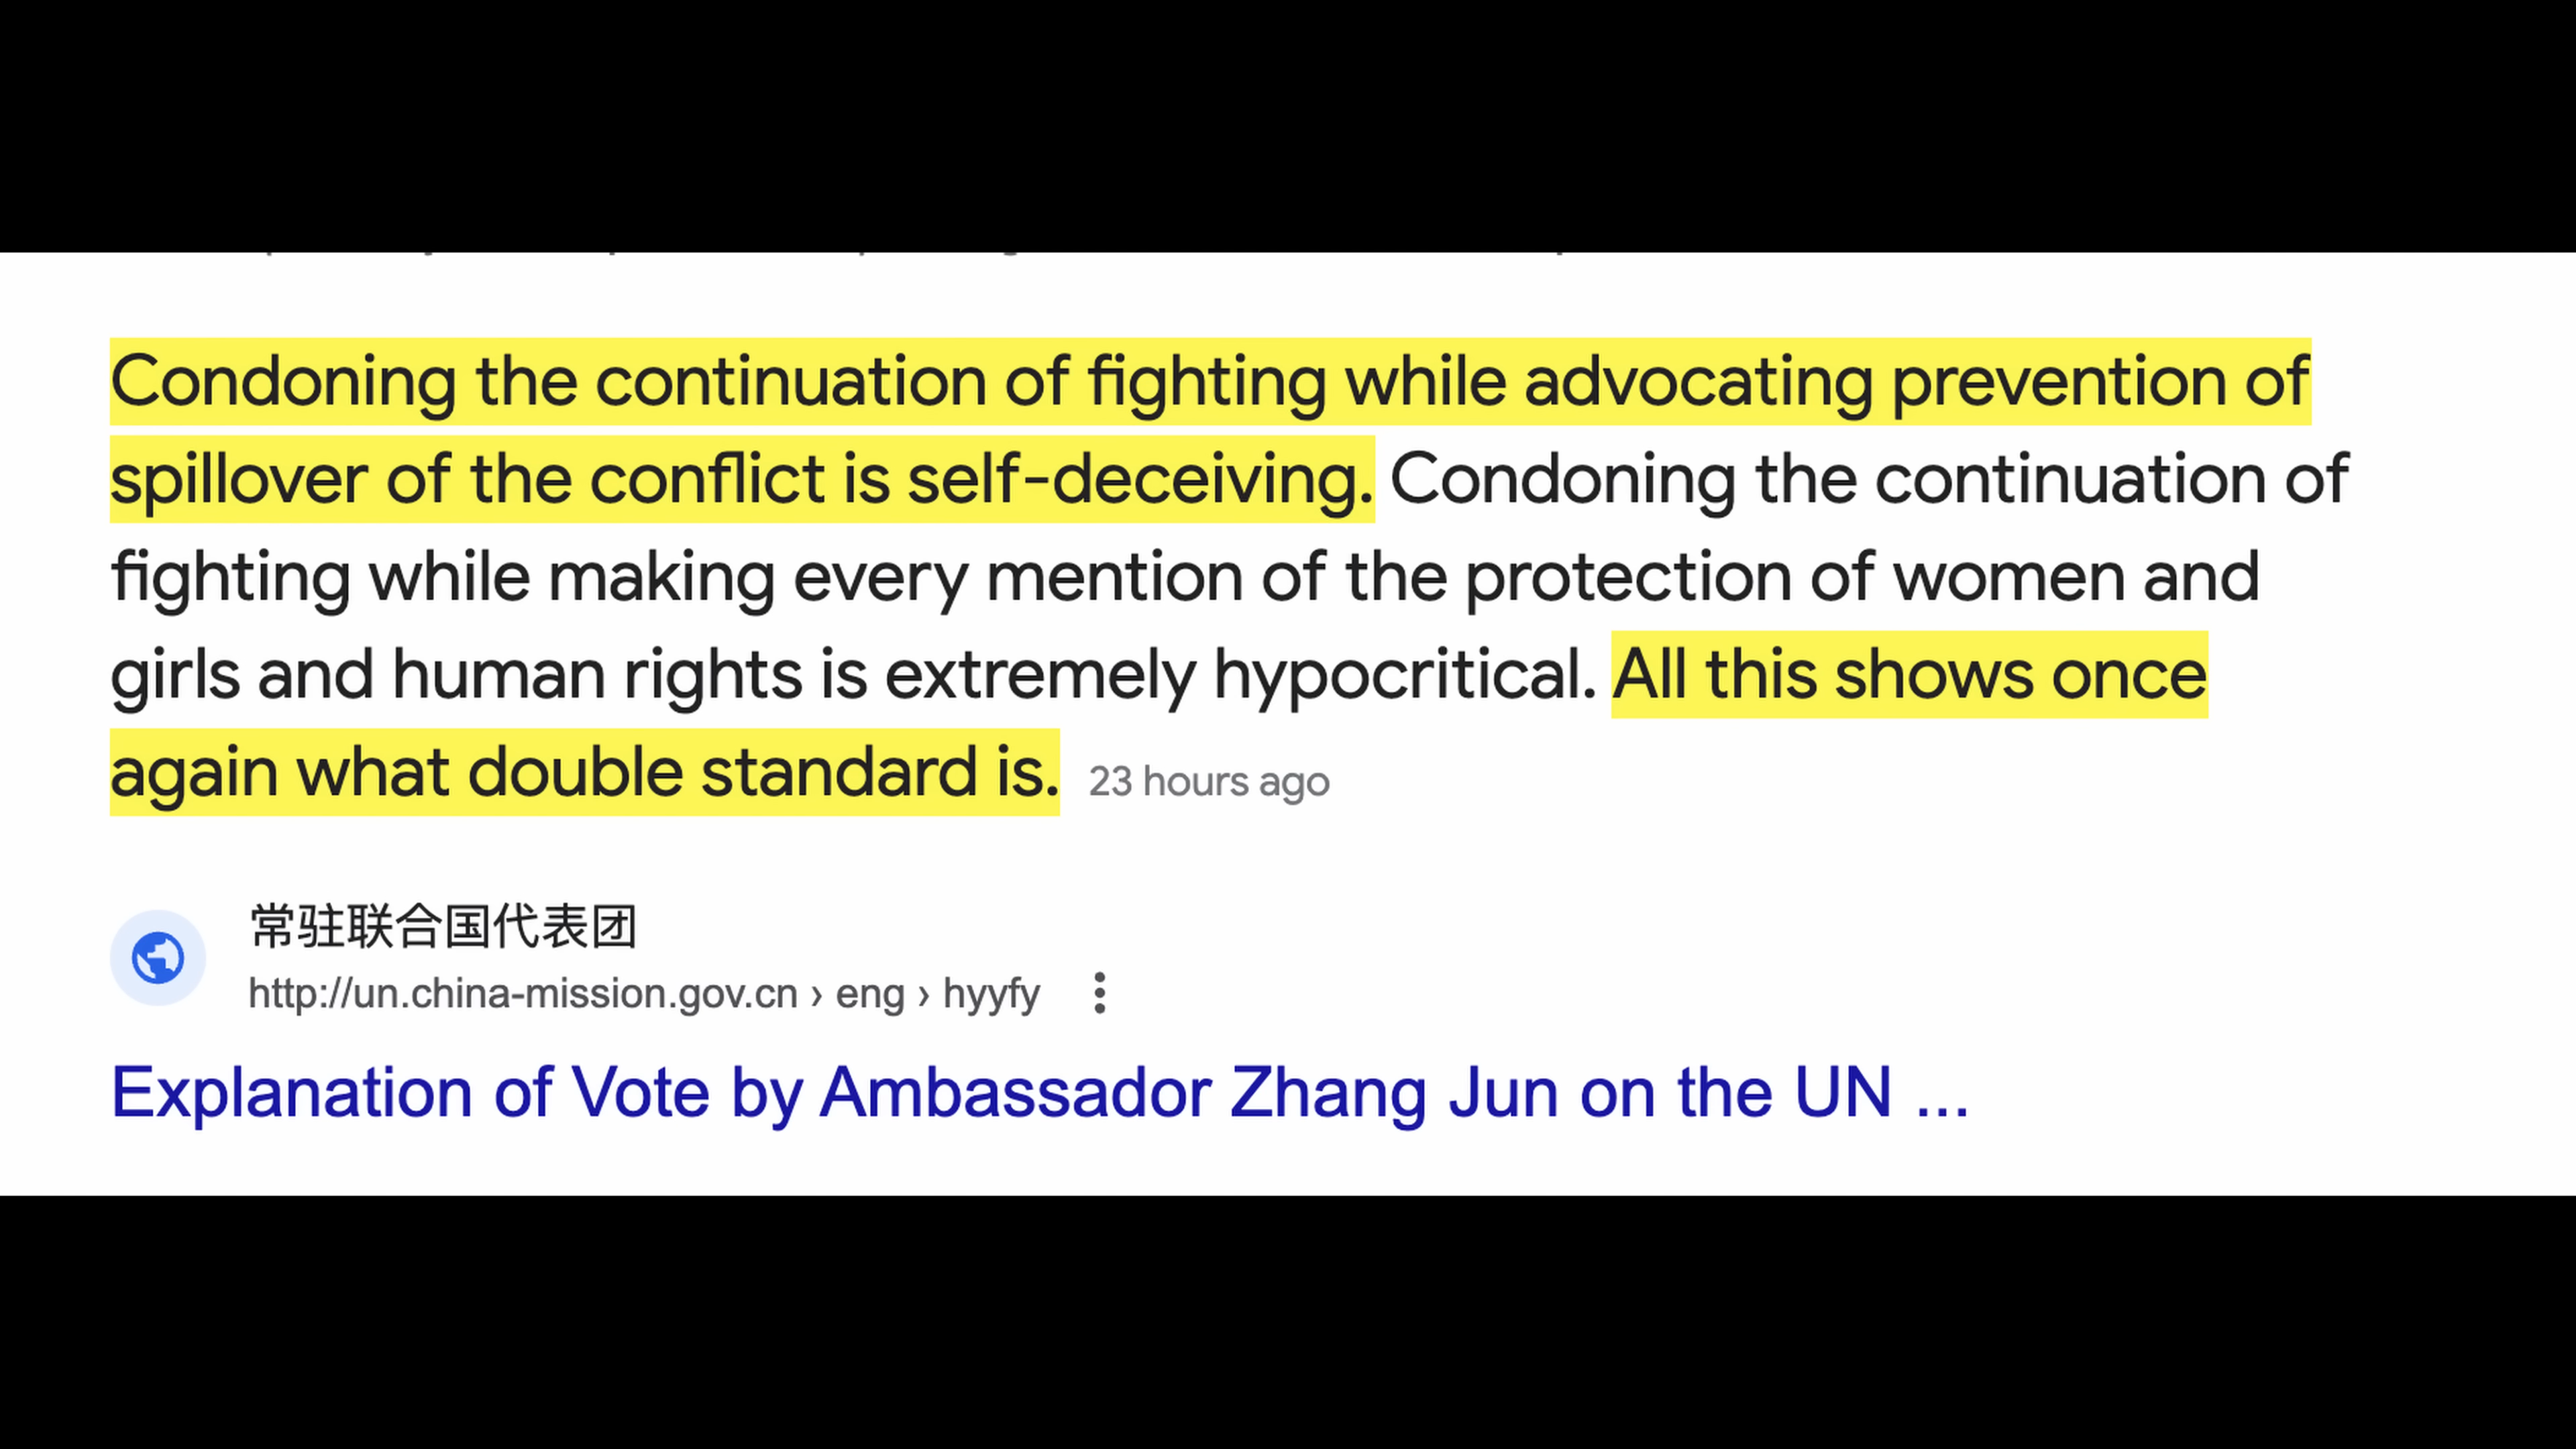 Condoning the continuation of fighting while advocating prevention of
spillover of the conflict is self-deceiving. Condoning the continuation of
fighting while making every mention of the protection of women and
girls and human rights is extremely hypocritical. All this shows once
again what double standard is. 23 hours ago
常驻联合国代表团
http://un.china-mission.gov.cn › eng › hyyfy
Explanation of Vote by Ambassador Zhang Jun on the UN ...